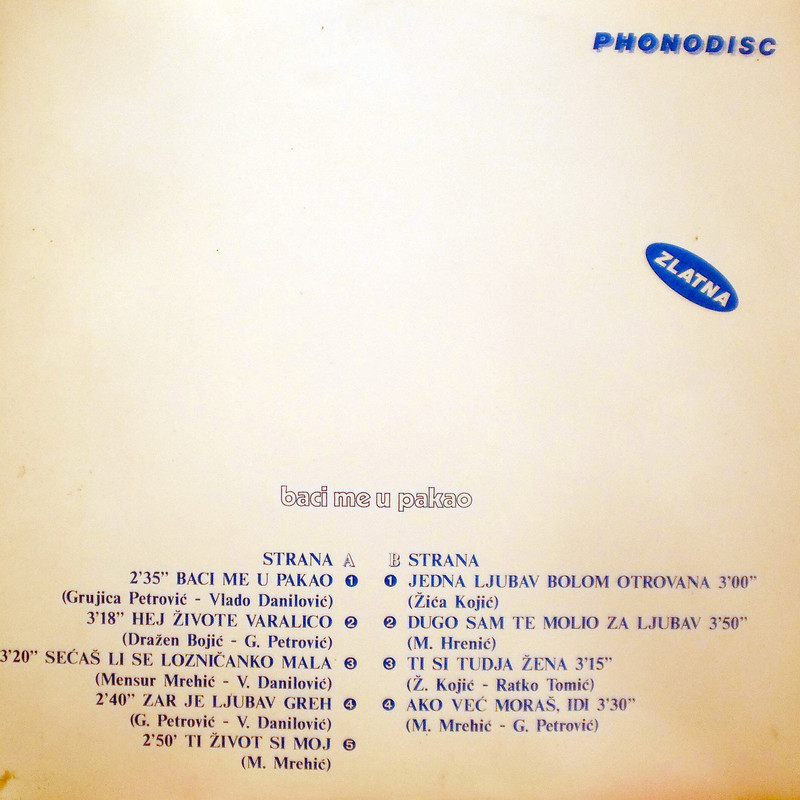 PHONODISC
ZLATNA
baci me u pakao
STRANA A
2'35" BACI ME U PAKAO 1
(Grujica Petrović - Vlado Danilović)
3'18" HEJ ŽIVOTE VARALICO 2
(Dražen Bojić - G. Petrović)
3'20" SEĆAŠ LI SE LOZNIČANKO MALA 3
(Mensur Mrehić - V. Danilović)
2'40" ZAR JE LJUBAV GREH 4
(G. Petrović - V. Danilović)
2'50' TI ŽIVOT SI MOJ 5
(M. Mrehić)
B STRANA
1 JEDNA LJUBAV BOLOM OTROVANA 3'00"
(Žića Kojić)
2 DUGO SAM TE MOLIO ZA LJUBAV 3'50"
(M. Hrenić)
3 TI SI TUDJA ŽENA 3'15"
(Ž. Kojić - Ratko Tomić)
4 AKO VEĆ MORAŠ, IDI 3'30"
(M. Mrehić - G. Petrović)